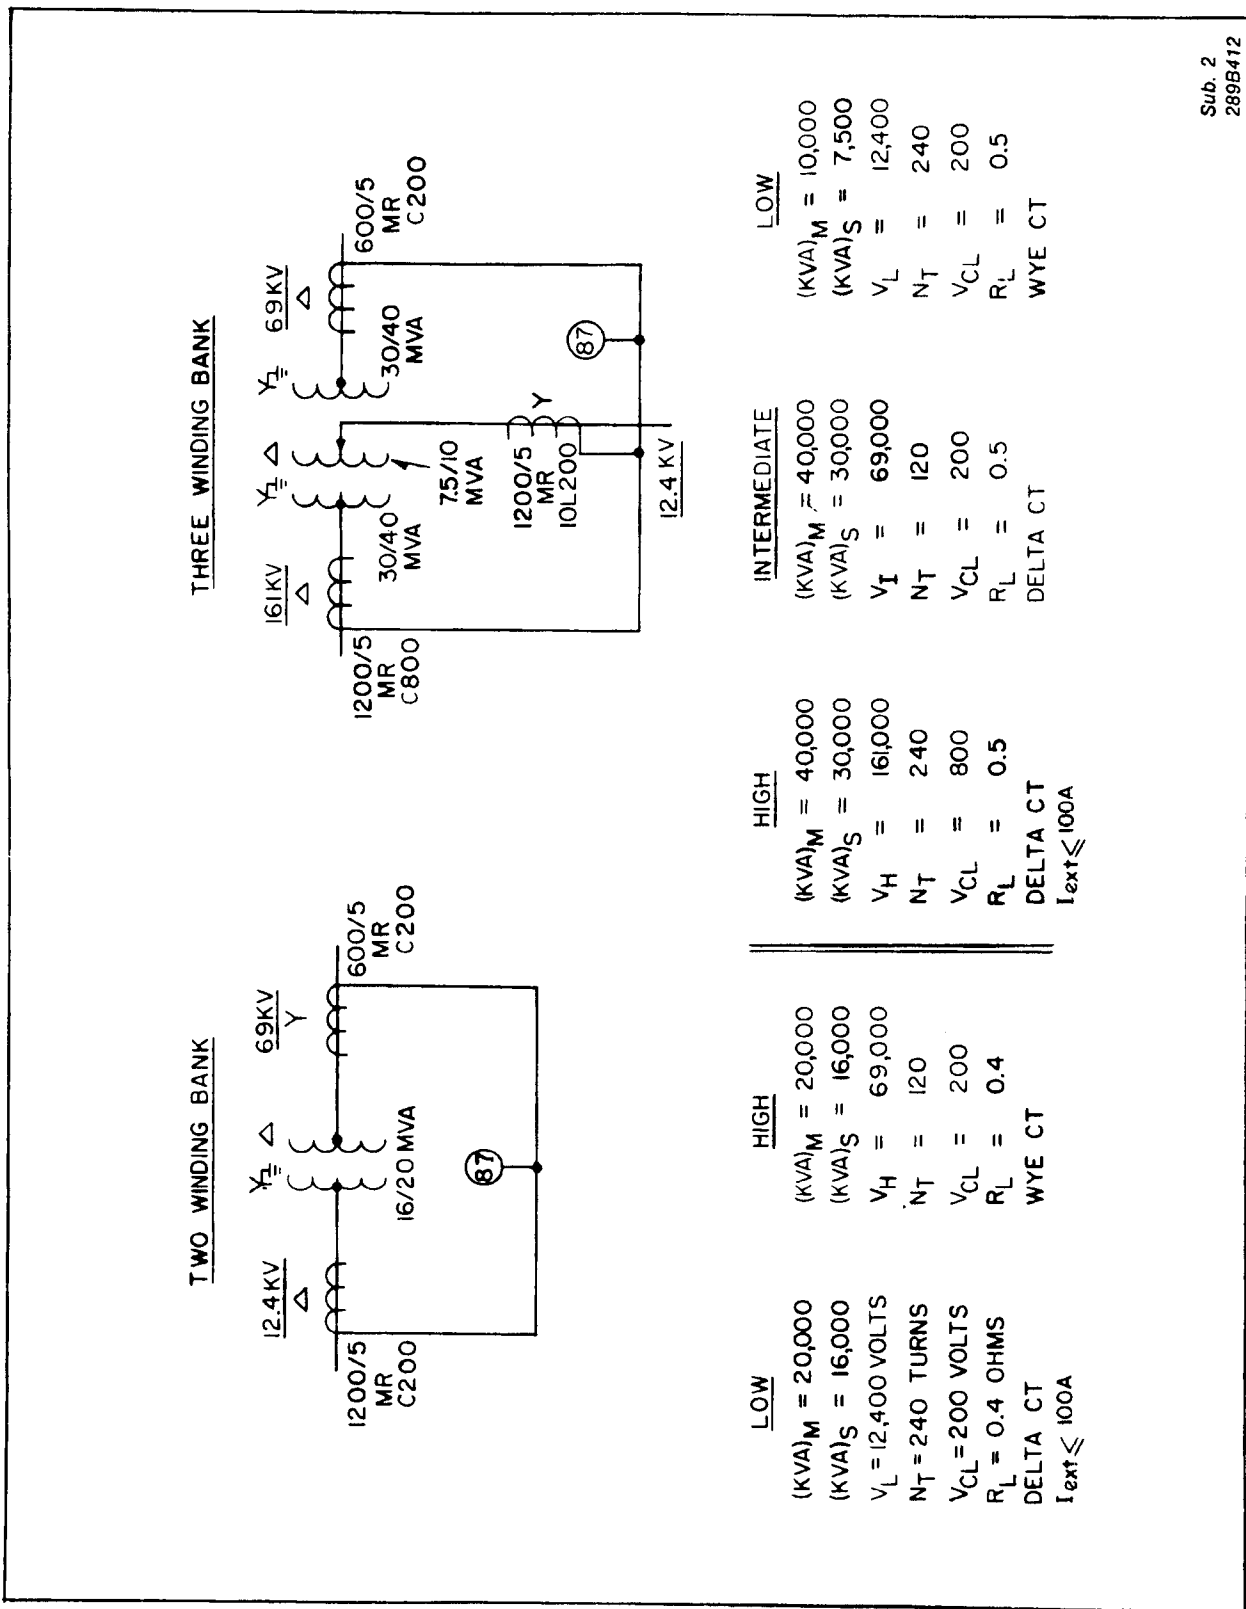 TWO WINDING BANK
12.4 KV
Δ
1200/5
MR
C200
Y
Δ
16/20 MVA
69KV
Y
600/5
MR
C200
87
THREE WINDING BANK
161KV
Δ
1200/5
MR
C800
Y
Δ
30/40
MVA
7.5/10
MVA
Y
30/40
MVA
69KV
Δ
600/5
MR
C200
1200/5
MR
10L200
Y
12.4 KV
87
LOW
(KVA)M = 20,000
(KVA)S = 16,000
VL = 12,400 VOLTS
NT = 240 TURNS
VCL = 200 VOLTS
RL = 0.4 OHMS
DELTA CT
Iext ≤ 100A
HIGH
(KVA)M = 20,000
(KVA)S = 16,000
VH = 69,000
NT = 120
VCL = 200
RL = 0.4
WYE CT
HIGH
(KVA)M = 40,000
(KVA)S = 30,000
VH = 161,000
NT = 240
VCL = 800
RL = 0.5
DELTA CT
Iext ≤ 100A
INTERMEDIATE
(KVA)M = 40,000
(KVA)S = 30,000
VI = 69,000
NT = 120
VCL = 200
RL = 0.5
DELTA CT
LOW
(KVA)M = 10,000
(KVA)S = 7,500
VL = 12,400
NT = 240
VCL = 200
RL = 0.5
WYE CT
Sub. 2
289B412